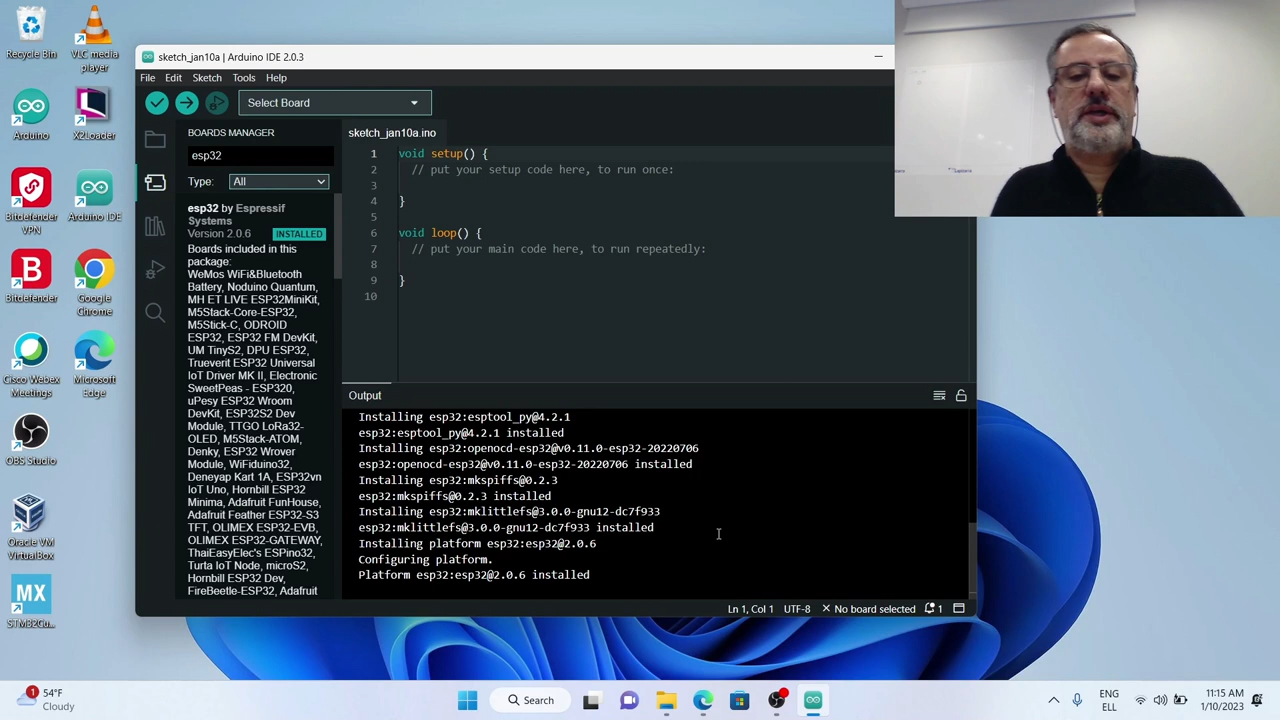 Recycle Bin
VLC media
player
Arduino
X2Loader
Bitdefender
VPN
Arduino IDE
Bitdefender
Google
Chrome
Cisco Webex
Meetings
Microsoft
Edge
OBS Studio
Oracle VM
VirtualBox
MX
STM32Cu...
sketch_jan10a | Arduino IDE 2.0.3
File Edit Sketch Tools Help
Select Board
BOARDS MANAGER
esp32
Type: All
esp32 by Espressif
Systems
Version 2.0.6 INSTALLED
Boards included in this
package:
WeMos WiFi&Bluetooth
Battery, Noduino Quantum,
MH ET LIVE ESP32MiniKit,
M5Stack-Core-ESP32,
M5Stick-C, ODROID
ESP32, ESP32 FM DevKit,
UM TinyS2, DPU ESP32,
Trueverit ESP32 Universal
IoT Driver MK II, Electronic
SweetPeas - ESP320,
uPesy ESP32 Wroom
DevKit, ESP32S2 Dev
Module, TTGO LoRa32-
OLED, M5Stack-ATOM,
Denky, ESP32 Wrover
Module, WiFiduino32,
Deneyap Kart 1A, ESP32vn
IoT Uno, Hornbill ESP32
Minima, Adafruit FunHouse,
Adafruit Feather ESP32-S3
TFT, OLIMEX ESP32-EVB,
OLIMEX ESP32-GATEWAY,
ThaiEasyElec's ESPino32,
Turta IoT Node, microS2,
Hornbill ESP32 Dev,
FireBeetle-ESP32, Adafruit
sketch_jan10a.ino
1 void setup() {
2 // put your setup code here, to run once:
3
4 }
5
6 void loop() {
7 // put your main code here, to run repeatedly:
8
9 }
10
Output
Installing esp32:esptool_py@4.2.1
esp32:esptool_py@4.2.1 installed
Installing esp32:openocd-esp32@v0.11.0-esp32-20220706
esp32:openocd-esp32@v0.11.0-esp32-20220706 installed
Installing esp32:mkspiffs@0.2.3
esp32:mkspiffs@0.2.3 installed
Installing esp32:mklittlefs@3.0.0-gnu12-dc7f933
esp32:mklittlefs@3.0.0-gnu12-dc7f933 installed
Installing platform esp32:esp32@2.0.6
Configuring platform.
Platform esp32:esp32@2.0.6 installed
Ln 1, Col 1 UTF-8 No board selected 1
1
54°F
Cloudy
Search
ENG
ELL
11:15 AM
1/10/2023